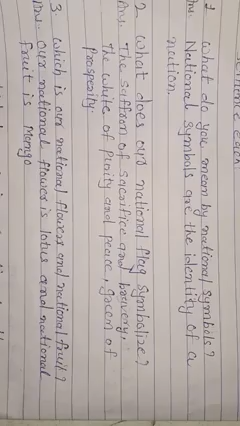 1. What do you mean by national symbols?
Ans. National symbols are the identity of a
nation.
2. What does our national flag symbolize?
Ans. The saffron of sacrifice and bravery,
The white of Purity and peace, green of
Prosperity.
3. Which is our national flower and national fruit?
Ans. Our national flower is lotus and national
fruit is Mango